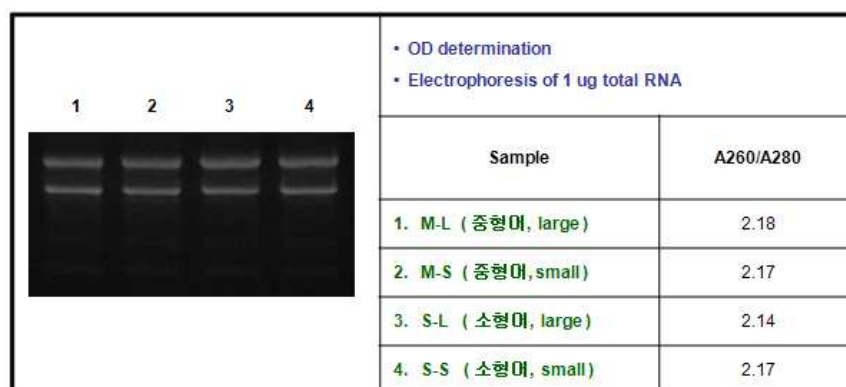 1 2 3 4
• OD determination
• Electrophoresis of 1 ug total RNA
Sample A260/A280
1. M-L ( 중형어, large) 2.18
2. M-S ( 중형어, small) 2.17
3. S-L ( 소형어, large) 2.14
4. S-S ( 소형어, small) 2.17